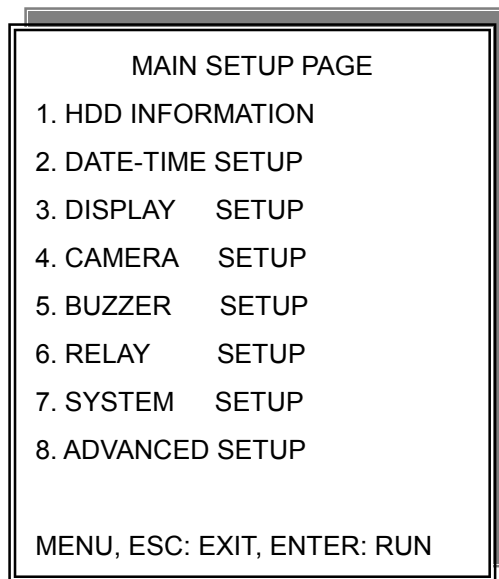 MAIN SETUP PAGE
1. HDD INFORMATION
2. DATE-TIME SETUP
3. DISPLAY SETUP
4. CAMERA SETUP
5. BUZZER SETUP
6. RELAY SETUP
7. SYSTEM SETUP
8. ADVANCED SETUP
MENU, ESC: EXIT, ENTER: RUN